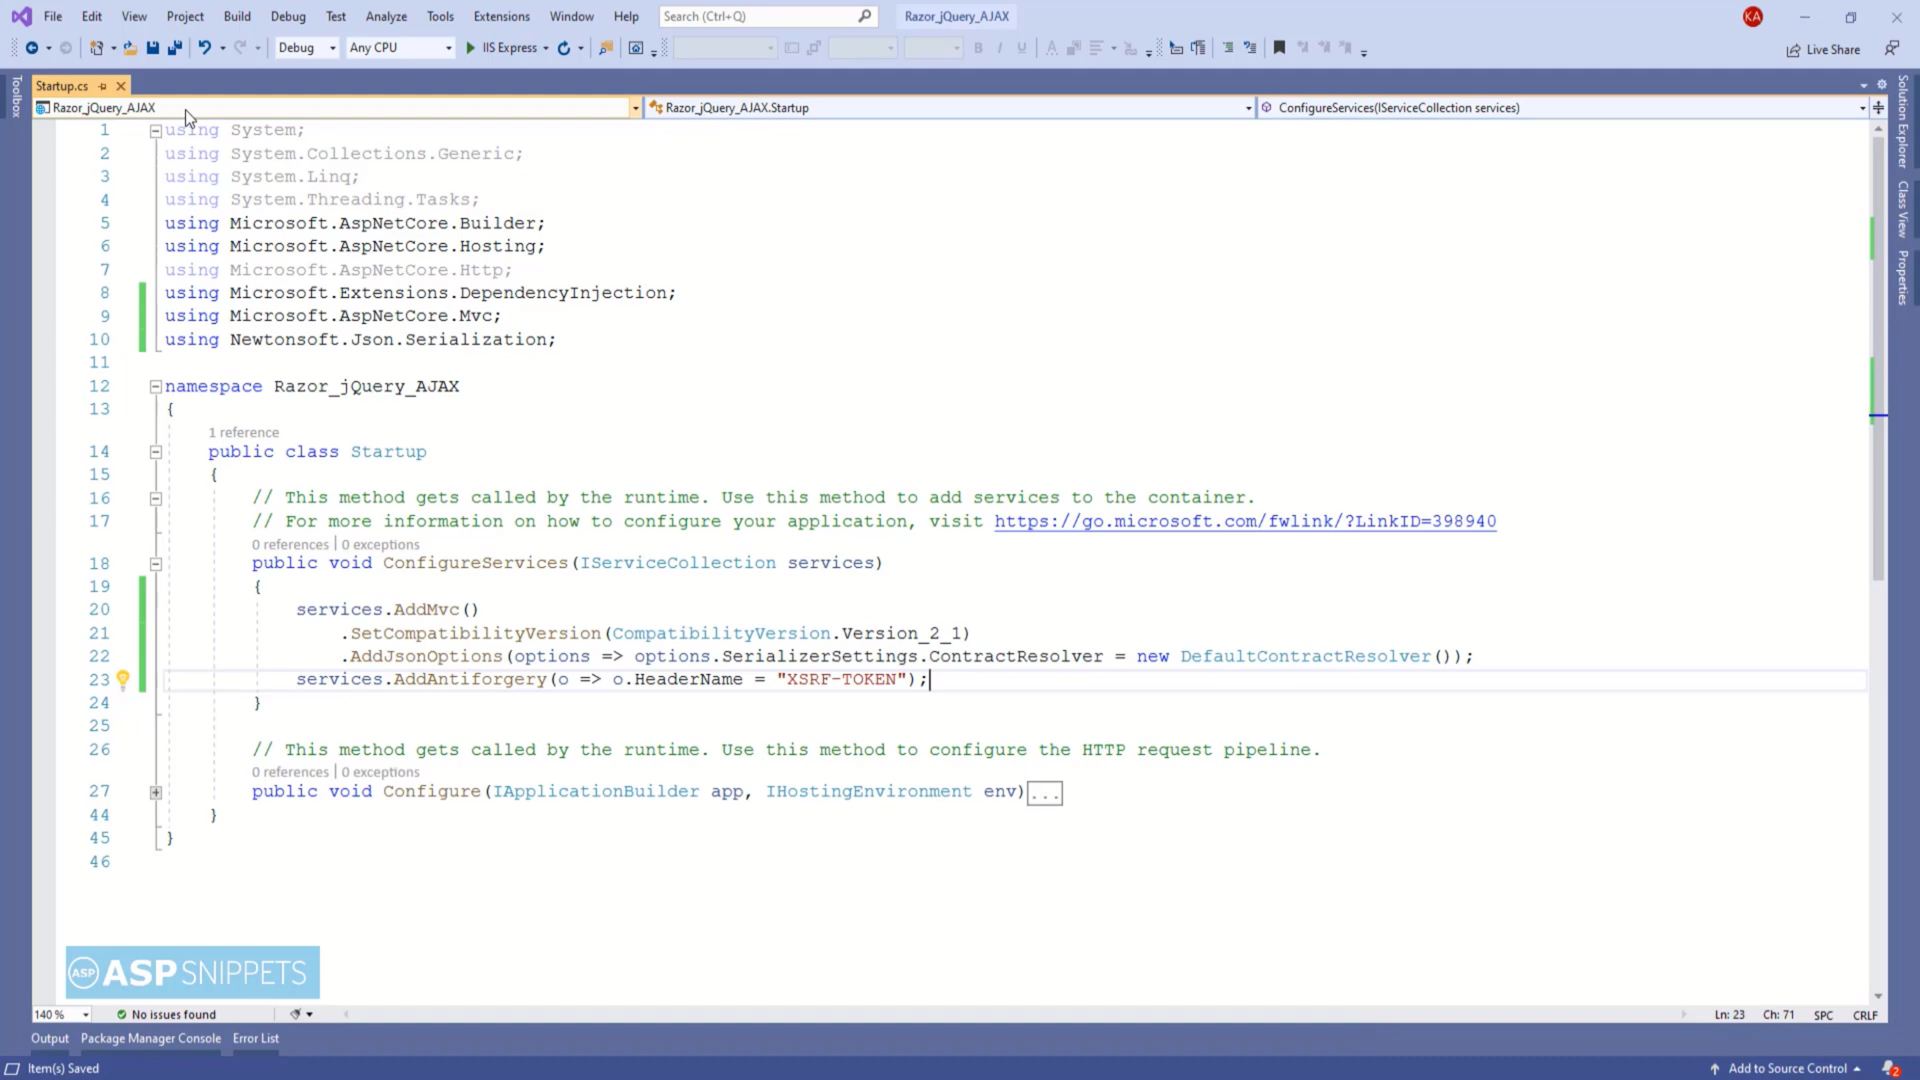 File Edit View Project Build Debug Test Analyze Tools Extensions Window Help Search (Ctrl+Q) Razor_jQuery_AJAX KA
Debug Any CPU IIS Express Live Share
Toolbox
Startup.cs
Razor_jQuery_AJAX Razor_jQuery_AJAX.Startup ConfigureServices(IServiceCollection services)
1 using System;
2 using System.Collections.Generic;
3 using System.Linq;
4 using System.Threading.Tasks;
5 using Microsoft.AspNetCore.Builder;
6 using Microsoft.AspNetCore.Hosting;
7 using Microsoft.AspNetCore.Http;
8 using Microsoft.Extensions.DependencyInjection;
9 using Microsoft.AspNetCore.Mvc;
10 using Newtonsoft.Json.Serialization;
11
12 namespace Razor_jQuery_AJAX
13 {
1 reference
14 public class Startup
15 {
16 // This method gets called by the runtime. Use this method to add services to the container.
17 // For more information on how to configure your application, visit https://go.microsoft.com/fwlink/?LinkID=398940
0 references | 0 exceptions
18 public void ConfigureServices(IServiceCollection services)
19 {
20 services.AddMvc()
21 .SetCompatibilityVersion(CompatibilityVersion.Version_2_1)
22 .AddJsonOptions(options => options.SerializerSettings.ContractResolver = new DefaultContractResolver());
23 services.AddAntiforgery(o => o.HeaderName = "XSRF-TOKEN");
24 }
25
26 // This method gets called by the runtime. Use this method to configure the HTTP request pipeline.
0 references | 0 exceptions
27 public void Configure(IApplicationBuilder app, IHostingEnvironment env)...
44 }
45 }
46
Solution Explorer
Class View
Properties
ASP ASPSNIPPETS
140 % No issues found Ln: 23 Ch: 71 SPC CRLF
Output Package Manager Console Error List
Item(s) Saved Add to Source Control 2